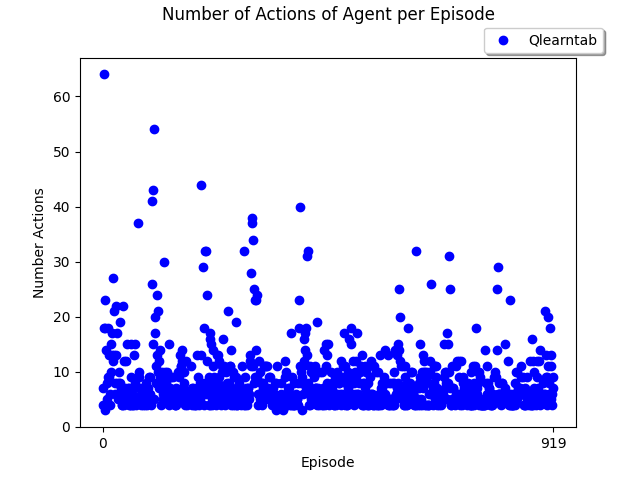 Number of Actions of Agent per Episode
Qlearntab
60
50
40
30
20
10
0
Number Actions
0
919
Episode